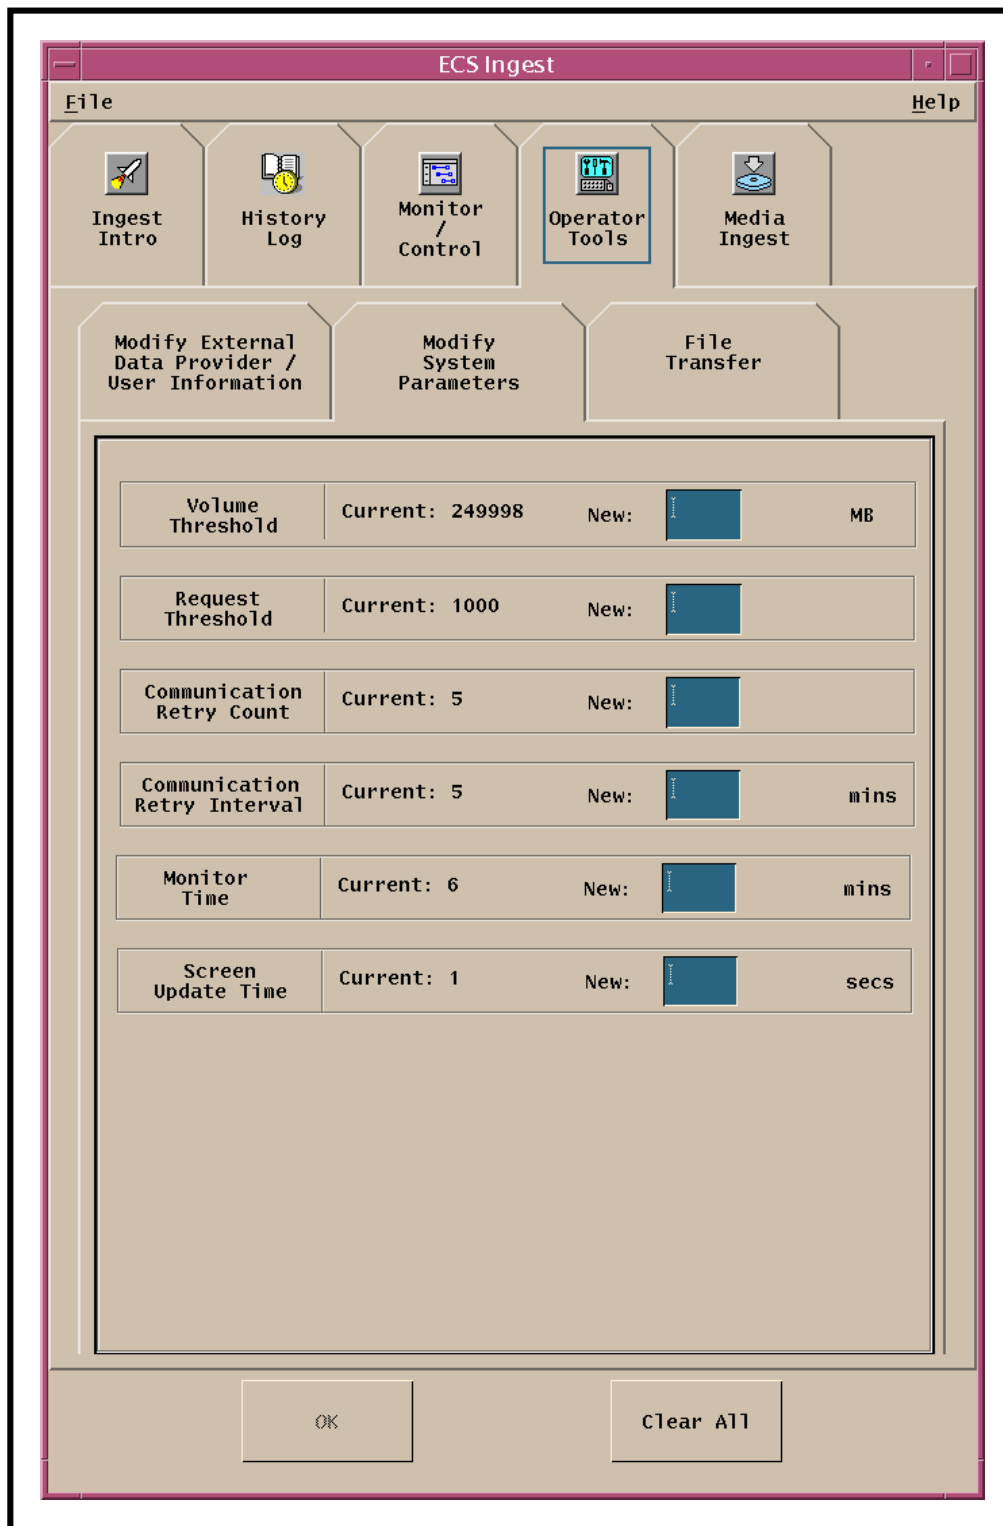 ECS Ingest
File Help
Ingest
Intro
History
Log
Monitor
/
Control
Operator
Tools
Media
Ingest
Modify External
Data Provider /
User Information
Modify
System
Parameters
File
Transfer
Volume
Threshold
Current: 249998 New: MB
Request
Threshold
Current: 1000 New:
Communication
Retry Count
Current: 5 New:
Communication
Retry Interval
Current: 5 New: mins
Monitor
Time
Current: 6 New: mins
Screen
Update Time
Current: 1 New: secs
OK Clear All